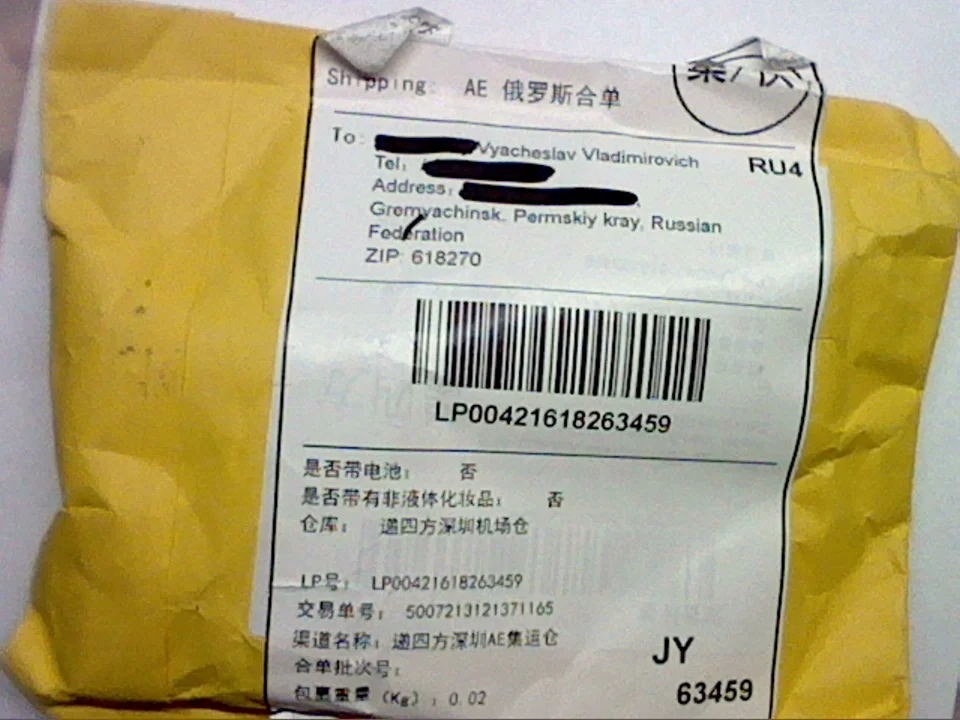 Shipping: AE 俄罗斯合单
To: Vyacheslav Vladimirovich
RU4
Tel:
Address:
Gremyachinsk, Permskiy kray, Russian
Federation
ZIP: 618270
LP00421618263459
是否带电池: 否
是否带有非液体化妆品: 否
仓库: 递四方深圳机场仓
LP号: LP00421618263459
交易单号: 5007213121371165
渠道名称: 递四方深圳AE集运仓
合单批次号:
包裹重量 (Kg): 0.02
JY
63459